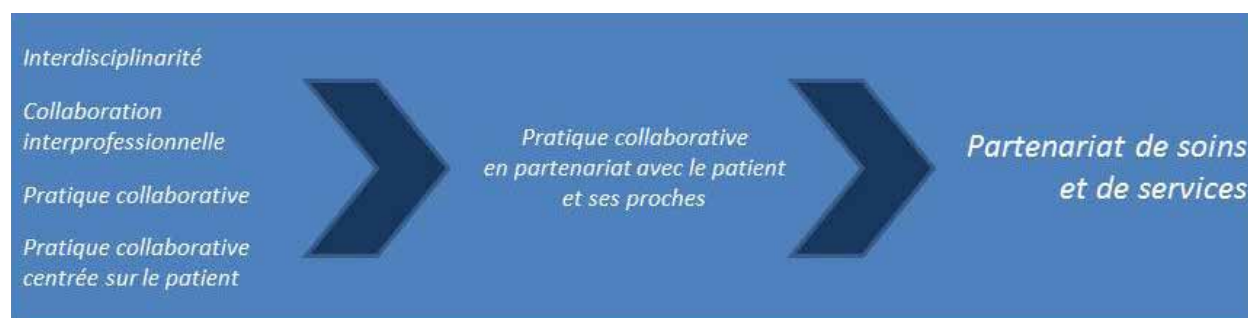 Interdisciplinarité
Collaboration
interprofessionnelle
Pratique collaborative
Pratique collaborative
centrée sur le patient
Pratique collaborative
en partenariat avec le patient
et ses proches
Partenariat de soins
et de services